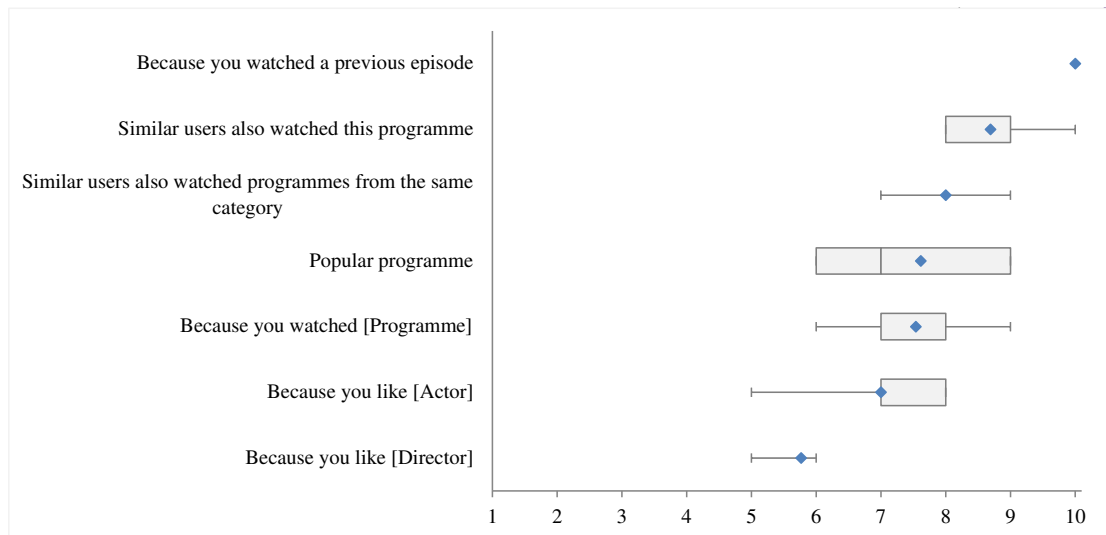 Because you watched a previous episode
Similar users also watched this programme
Similar users also watched programmes from the same
category
Popular programme
Because you watched [Programme]
Because you like [Actor]
Because you like [Director]
1 2 3 4 5 6 7 8 9 10